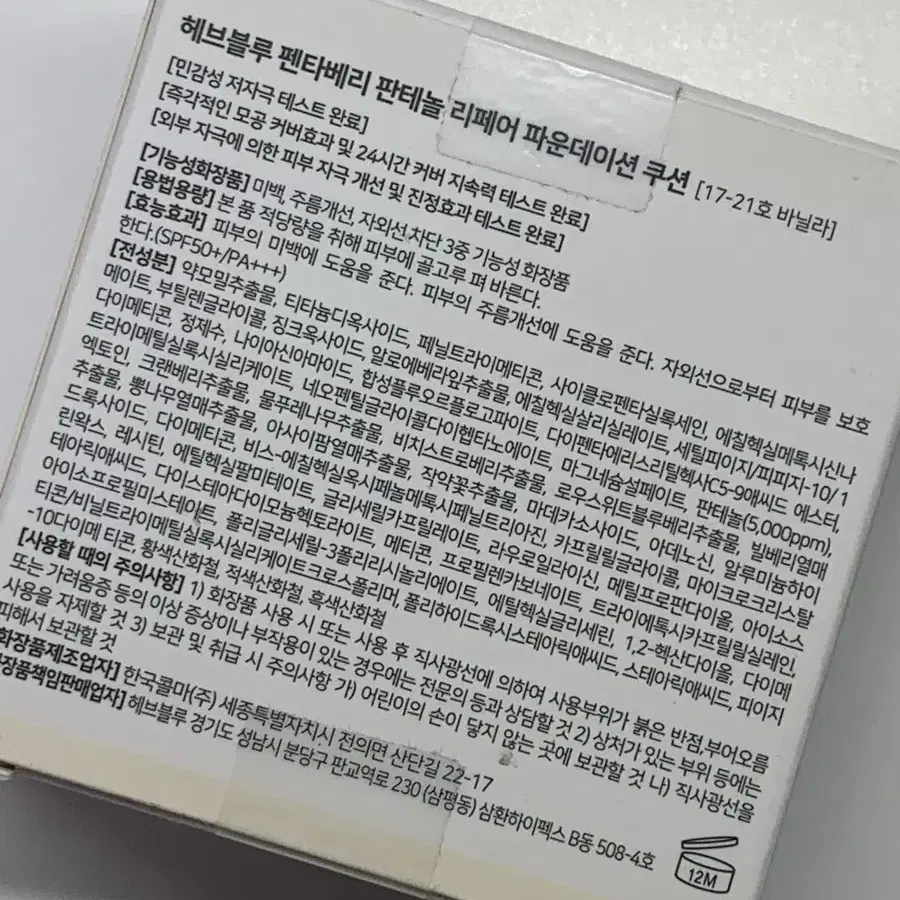 헤브블루 펜타베리 판테놀 리페어 파운데이션 쿠션 [17-21호 바닐라]
[민감성 저자극 테스트 완료]
[즉각적인 모공 커버효과 및 24시간 커버 지속력 테스트 완료]
[외부 자극에 의한 피부 자극 개선 및 진정효과 테스트 완료]
[기능성화장품] 미백, 주름개선, 자외선 차단 3중 기능성 화장품
[용법용량] 본 품 적당량을 취해 피부에 골고루 펴 바른다.
[효능효과] 피부의 미백에 도움을 준다. 피부의 주름개선에 도움을 준다. 자외선으로부터 피부를 보호
한다.(SPF50+/PA+++)
[전성분] 약모밀추출물, 티타늄디옥사이드, 페닐트라이메티콘, 사이클로펜타실록세인, 에칠헥실메톡시신나
메이트, 부틸렌글라이콜, 징크옥사이드, 알로에베라잎추출물, 에칠헥실살리실레이트, 세틸피이지/피피지-10/1
다이메티콘, 정제수, 나이아신아마이드, 합성플루오르플로고파이트, 다이펜타에리스리틸헥사C5-9애씨드 에스터,
트라이메틸실록시실리케이트, 네오펜틸글라이콜다이헵타노에이트, 마그네슘설페이트, 판테놀(5,000ppm),
엑토인, 크랜베리추출물, 물푸레나무추출물, 비치스트로베리추출물, 로우스위트블루베리추출물, 빌베리열매
추출물, 뽕나무열매추출물, 아사이팜열매추출물, 작약꽃추출물, 마데카소사이드, 아데노신, 알루미늄하이
드록사이드, 다이메티콘, 비스-에칠헥실옥시페놀메톡시페닐트리아진, 카프릴릴글라이콜, 마이크로크리스탈
린왁스, 레시틴, 에틸헥실팔미테이트, 글리세릴카프릴레이트, 라우로일라이신, 메틸프로판다이올, 아이소스
테아릭애씨드, 다이스테아다이모늄헥토라이트, 메티콘, 프로필렌카보네이트, 트라이에톡시카프릴릴실레인,
아이소프로필미스테아르, 폴리글리세릴-3폴리리시놀리에이트, 에틸헥실글리세린, 1,2-헥산다이올, 다이메
티콘/비닐트라이메틸실록시실리케이트크로스폴리머, 폴리하이드록시스테아릭애씨드, 스테아릭애씨드, 피이지
-10다이메 티콘, 황색산화철, 적색산화철, 흑색산화철
[사용할 때의 주의사항] 1) 화장품 사용 시 또는 사용 후 직사광선에 의하여 사용부위가 붉은 반점,부어오름
또는 가려움증 등의 이상 증상이나 부작용이 있는 경우에는 전문의 등과 상담할 것 2) 상처가 있는 부위 등에는
사용을 자제할 것 3) 보관 및 취급 시 주의사항 가) 어린이의 손이 닿지 않는 곳에 보관할 것 나) 직사광선을
피해서 보관할 것
화장품제조업자] 한국콜마(주) 세종특별자치시 전의면 산단길 22-17
화장품책임판매업자] 헤브블루 경기도 성남시 분당구 판교역로 230 (삼평동) 삼환하이펙스 B동 508-4호
12M